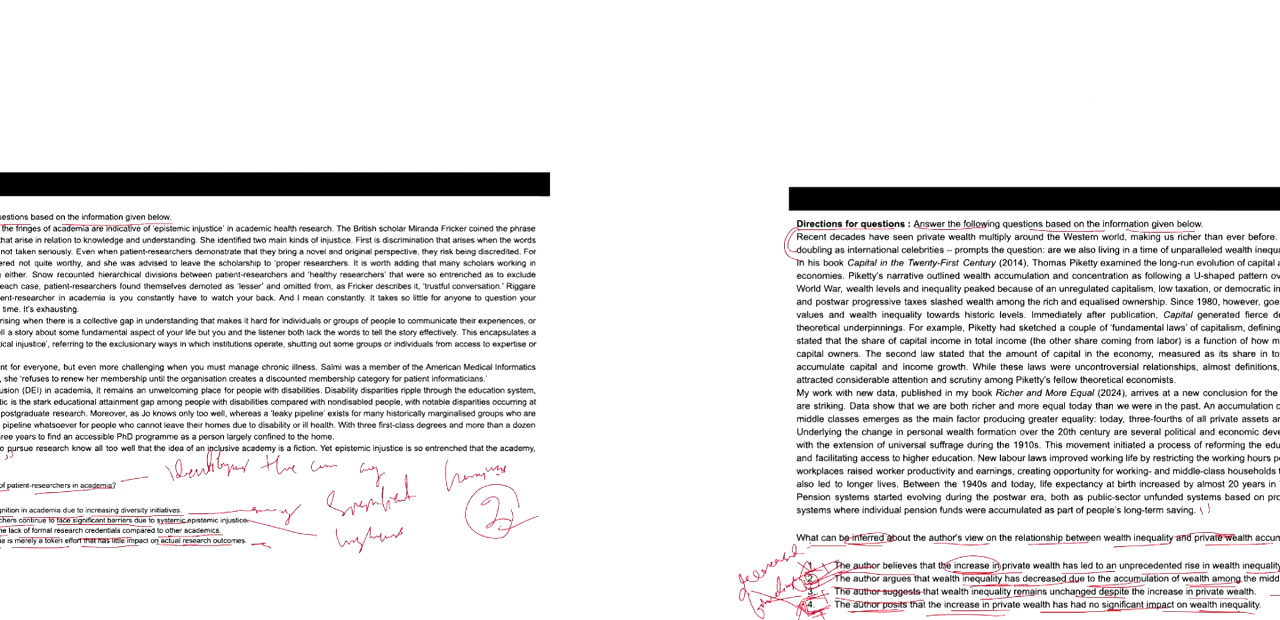 uestions based on the information given below.
the fringes of academia are indicative of 'epistemic injustice' in academic health research. The British scholar Miranda Fricker coined the phrase
that arise in relation to knowledge and understanding. She identified two main kinds of injustice. First is discrimination that arises when the words
not taken seriously. Even when patient-researchers demonstrate that they bring a novel and original perspective, they risk being discredited. For
ered not quite worthy, and she was advised to leave the scholarship to 'proper researchers. It is worth adding that many scholars working in
either. Snow recounted hierarchical divisions between patient-researchers and 'healthy researchers' that were so entrenched as to exclude
each case, patient-researchers found themselves demoted as 'lesser' and omitted from, as Fricker describes it, 'trustful conversation.' Riggare
ent-researcher in academia is you constantly have to watch your back. And I mean constantly. It takes so little for anyone to question your
time. It's exhausting.
rising when there is a collective gap in understanding that makes it hard for individuals or groups of people to communicate their experiences, or
ell a story about some fundamental aspect of your life but you and the listener both lack the words to tell the story effectively. This encapsulates a
tical injustice', referring to the exclusionary ways in which institutions operate, shutting out some groups or individuals from access to expertise or
nt for everyone, but even more challenging when you must manage chronic illness. Salmi was a member of the American Medical Informatics
, she 'refuses to renew her membership until the organisation creates a discounted membership category for patient informaticians.'
usion (DEI) in academia, it remains an unwelcoming place for people with disabilities. Disability disparities ripple through the education system,
tic is the stark educational attainment gap among people with disabilities compared with nondisabled people, with notable disparities occurring at
postgraduate research. Moreover, as Jo knows only too well, whereas a 'leaky pipeline' exists for many historically marginalised groups who are
pipeline whatsoever for people who cannot leave their homes due to disability or ill health. With three first-class degrees and more than a dozen
ree years to find an accessible PhD programme as a person largely confined to the home.
o pursue research know all too well that the idea of an inclusive academy is a fiction. Yet epistemic injustice is so entrenched that the academy,
of patient-researchers in academia?
gnition in academia due to increasing diversity initiatives.
chers continue to face significant barriers due to systemic epistemic injustice.
he lack of formal research credentials compared to other academics.
a is merely a token effort that has little impact on actual research outcomes.
2
Directions for questions : Answer the following questions based on the information given below.
Recent decades have seen private wealth multiply around the Western world, making us richer than ever before.
doubling as international celebrities – prompts the question: are we also living in a time of unparalleled wealth inequa
In his book Capital in the Twenty-First Century (2014), Thomas Piketty examined the long-run evolution of capital a
economies. Piketty's narrative outlined wealth accumulation and concentration as following a U-shaped pattern ov
World War, wealth levels and inequality peaked because of an unregulated capitalism, low taxation, or democratic in
and postwar progressive taxes slashed wealth among the rich and equalised ownership. Since 1980, however, goe
values and wealth inequality towards historic levels. Immediately after publication, Capital generated fierce de
theoretical underpinnings. For example, Piketty had sketched a couple of 'fundamental laws' of capitalism, defining
stated that the share of capital income in total income (the other share coming from labor) is a function of how m
capital owners. The second law stated that the amount of capital in the economy, measured as its share in to
accumulate capital and income growth. While these laws were uncontroversial relationships, almost definitions,
attracted considerable attention and scrutiny among Piketty's fellow theoretical economists.
My work with new data, published in my book Richer and More Equal (2024), arrives at a new conclusion for the
are striking. Data show that we are both richer and more equal today than we were in the past. An accumulation o
middle classes emerges as the main factor producing greater equality: today, three-fourths of all private assets ar
Underlying the change in personal wealth formation over the 20th century are several political and economic deve
with the extension of universal suffrage during the 1910s. This movement initiated a process of reforming the edu
and facilitating access to higher education. New labour laws improved working life by restricting the working hours pe
workplaces raised worker productivity and earnings, creating opportunity for working- and middle-class households t
also led to longer lives. Between the 1940s and today, life expectancy at birth increased by almost 20 years in
Pension systems started evolving during the postwar era, both as public-sector unfunded systems based on pro
systems where individual pension funds were accumulated as part of people's long-term saving.
What can be inferred about the author's view on the relationship between wealth inequality and private wealth accum
1. The author believes that the increase in private wealth has led to an unprecedented rise in wealth inequality
2. The author argues that wealth inequality has decreased due to the accumulation of wealth among the midd
3. The author suggests that wealth inequality remains unchanged despite the increase in private wealth.
4. The author posits that the increase in private wealth has had no significant impact on wealth inequality.